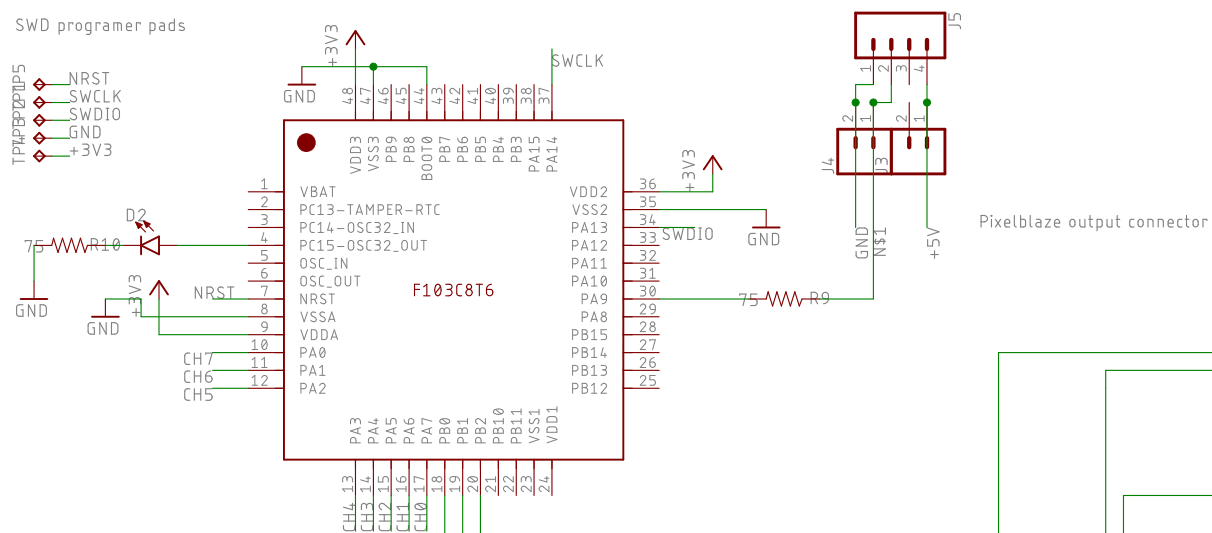 SWD programer pads
NRST
SWCLK
SWDIO
GND
+3V3
+3V3
GND
SWCLK
48 47 46 45 44 43 42 41 40 39 38 37
VDD3 VSS3 PB9 PB8 BOOT0 PB7 PB6 PB5 PB4 PB3 PA15 PA14
J5
1 2 3 4
2 1 2 1
J4 J3
GND N$1 +5V
Pixelblaze output connector
1 VBAT
2 PC13-TAMPER-RTC
3 PC14-OSC32_IN
4 PC15-OSC32_OUT
5 OSC_IN
6 OSC_OUT
7 NRST
8 VSSA
9 VDDA
10 PA0
11 PA1
12 PA2
F103C8T6
VDD2 36
VSS2 35
PA13 34
PA12 33
PA11 32
PA10 31
PA9 30
PA8 29
PB15 28
PB14 27
PB13 26
PB12 25
+3V3
GND
SWDIO
75 R9
D2
75 R10
GND
+3V3
GND
NRST
CH7
CH6
CH5
PA3 PA4 PA5 PA6 PA7 PB0 PB1 PB2 PB10 PB11 VSS1 VDD1
13 14 15 16 17 18 19 20 21 22 23 24
CH4 CH3 CH2 CH1 CH0